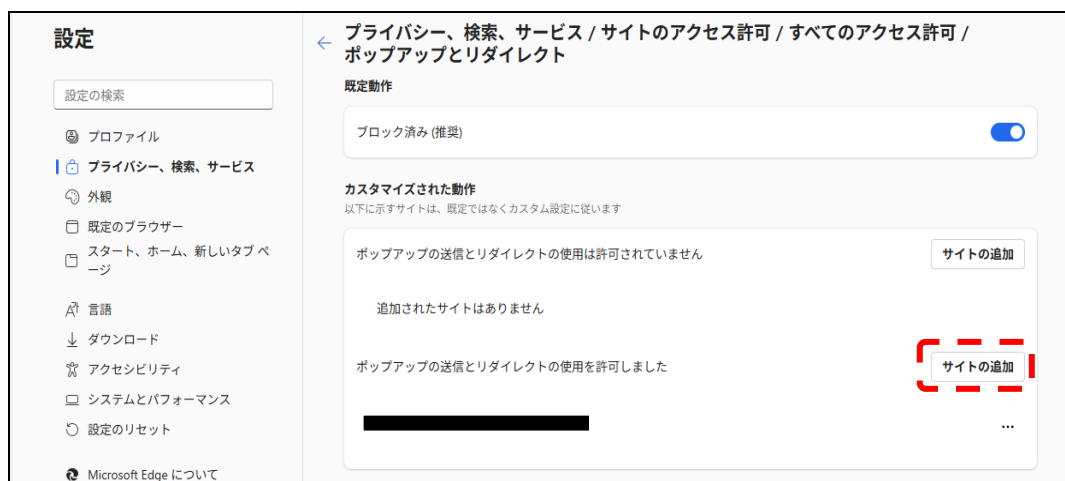 設定
設定の検索
プロファイル
プライバシー、検索、サービス
外観
既定のブラウザー
スタート、ホーム、新しいタブ ペ
ージ
言語
ダウンロード
アクセシビリティ
システムとパフォーマンス
設定のリセット
Microsoft Edge について
プライバシー、検索、サービス / サイトのアクセス許可 / すべてのアクセス許可 /
ポップアップとリダイレクト
既定動作
ブロック済み (推奨)
カスタマイズされた動作
以下に示すサイトは、既定ではなくカスタム設定に従います
ポップアップの送信とリダイレクトの使用は許可されていません
サイトの追加
追加されたサイトはありません
ポップアップの送信とリダイレクトの使用を許可しました
サイトの追加